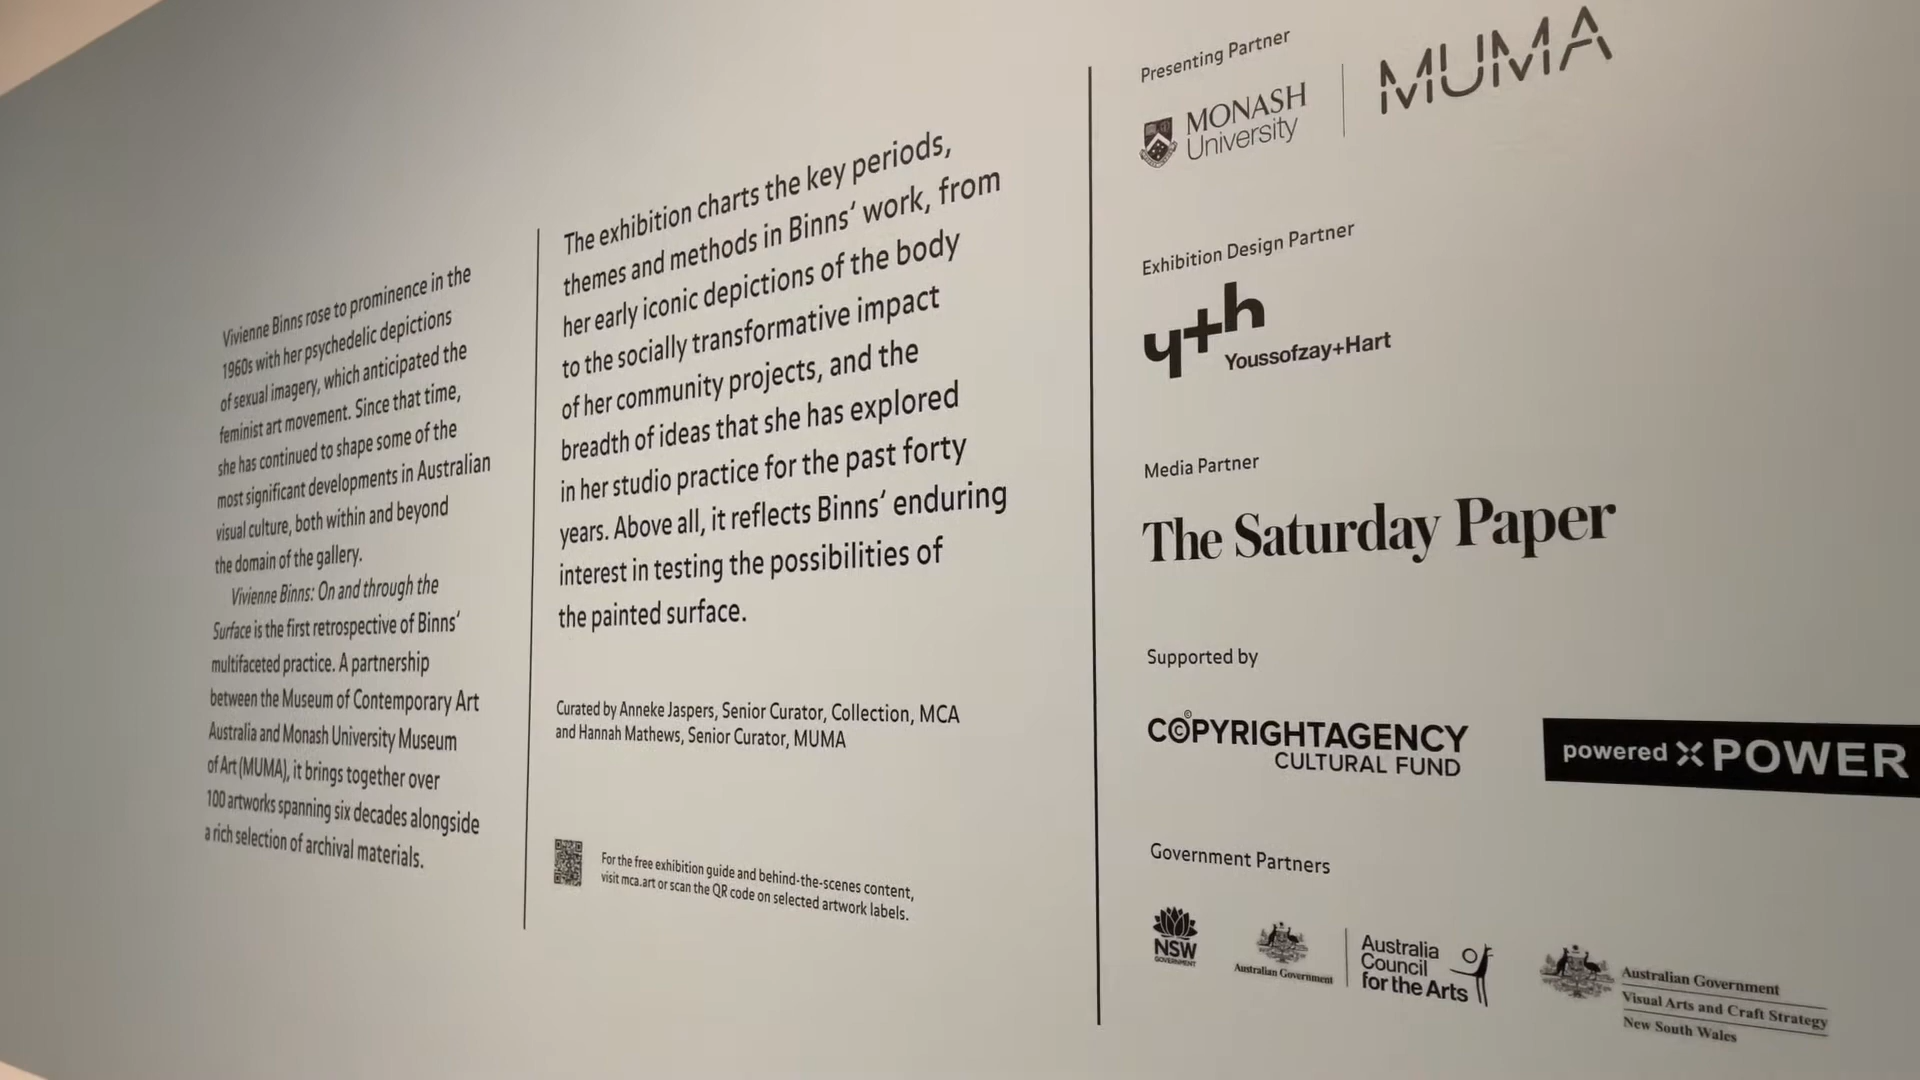 Vivienne Binns rose to prominence in the
1960s with her psychedelic depictions
of sexual imagery, which anticipated the
feminist art movement. Since that time,
she has continued to shape some of the
most significant developments in Australian
visual culture, both within and beyond
the domain of the gallery.
Vivienne Binns: On and through the
Surface is the first retrospective of Binns'
multifaceted practice. A partnership
between the Museum of Contemporary Art
Australia and Monash University Museum
of Art (MUMA), it brings together over
100 artworks spanning six decades alongside
a rich selection of archival materials.
The exhibition charts the key periods,
themes and methods in Binns' work, from
her early iconic depictions of the body
to the socially transformative impact
of her community projects, and the
breadth of ideas that she has explored
in her studio practice for the past forty
years. Above all, it reflects Binns' enduring
interest in testing the possibilities of
the painted surface.
Curated by Anneke Jaspers, Senior Curator, Collection, MCA
and Hannah Mathews, Senior Curator, MUMA
For the free exhibition guide and behind-the-scenes content,
visit mca.art or scan the QR code on selected artwork labels.
Presenting Partner
MONASH
University
MUMA
Exhibition Design Partner
y+h
Youssofzay+Hart
Media Partner
The Saturday Paper
Supported by
COPYRIGHTAGENCY
CULTURAL FUND
powered X POWER
Government Partners
NSW
GOVERNMENT
Australian Government
Australia
Council
for the Arts
Australian Government
Visual Arts and Craft Strategy
New South Wales